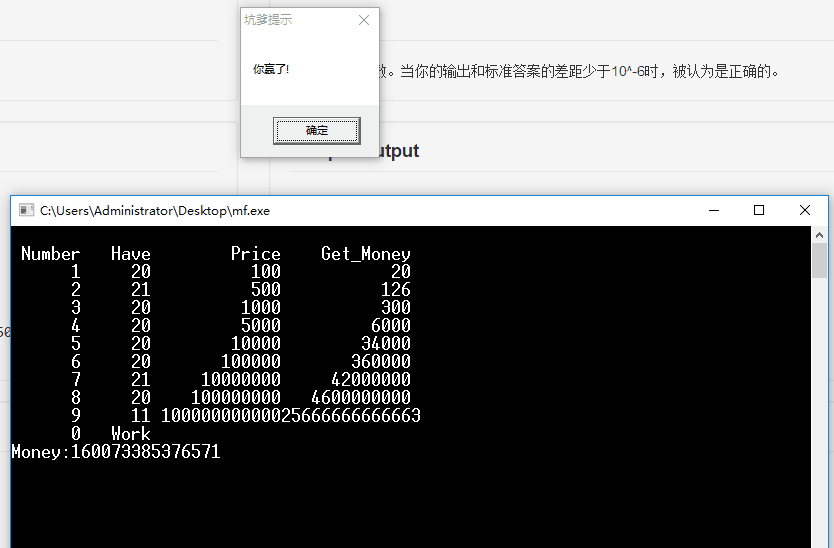 坑爹提示
你赢了!
数。当你的输出和标准答案的差距少于10^-6时，被认为是正确的。
确定
utput
C:\Users\Administrator\Desktop\mf.exe
Number Have Price Get_Money
1 20 100 20
2 21 500 126
3 20 1000 300
4 20 5000 6000
5 20 10000 34000
6 20 100000 360000
7 21 10000000 42000000
8 20 100000000 4600000000
9 11 10000000000025666666666663
0 Work
Money:160073385376571